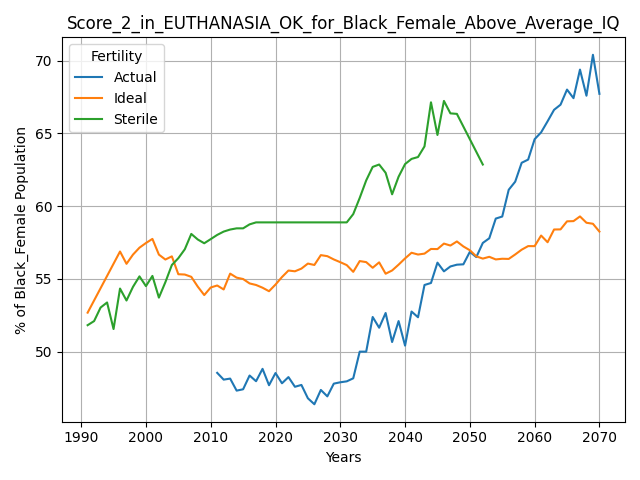 Score_2_in_EUTHANASIA_OK_for_Black_Female_Above_Average_IQ
Fertility
Actual
Ideal
Sterile
% of Black_Female Population
70
65
60
55
50
1990 2000 2010 2020 2030 2040 2050 2060 2070
Years